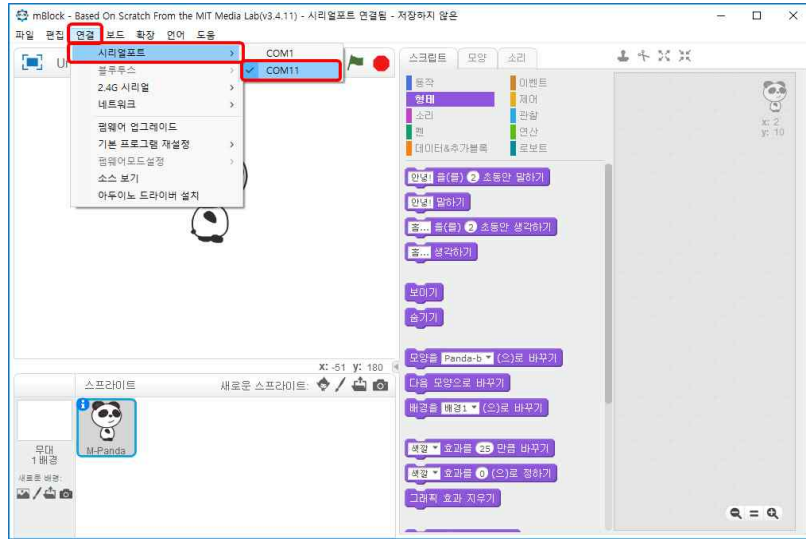 mBlock - Based On Scratch From the MIT Media Lab(v3.4.11) - 시리얼포트 연결됨 - 저장하지 않은
파일 편집 연결 보드 확장 언어 도움
시리얼포트
블루투스
2.4G 시리얼
네트워크
펌웨어 업그레이드
기본 프로그램 재설정
펌웨어모드설정
소스 보기
아두이노 드라이버 설치
COM1
COM11
스크립트 모양 소리
동작 이벤트
형태 제어
소리 관찰
펜 연산
데이터&추가블록 로보트
안녕! 을(를) 2 초동안 말하기
안녕! 말하기
흠... 을(를) 2 초동안 생각하기
흠... 생각하기
보이기
숨기기
모양을 Panda-b (으)로 바꾸기
다음 모양으로 바꾸기
배경을 배경1 (으)로 바꾸기
색깔 효과를 25 만큼 바꾸기
색깔 효과를 0 (으)로 정하기
그래픽 효과 지우기
x: 2
y: 10
x: -51 y: 180
스프라이트 새로운 스프라이트:
M-Panda
무대
1 배경
새로운 배경: